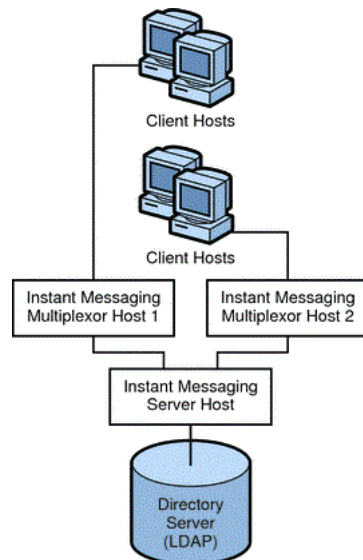 Client Hosts
Client Hosts
Instant Messaging
Multiplexor Host 1
Instant Messaging
Multiplexor Host 2
Instant Messaging
Server Host
Directory
Server
(LDAP)